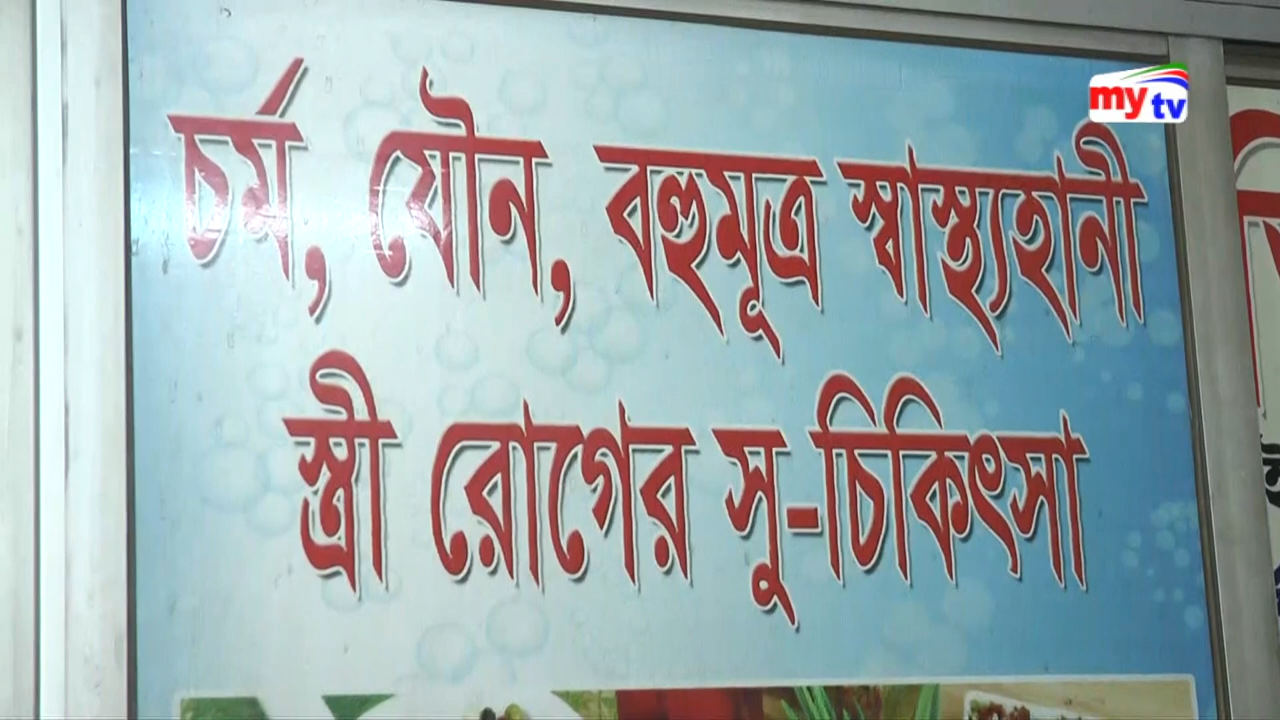 my tv
চর্ম, যৌন, বহুমূত্র স্বাস্থ্যহানী
স্ত্রী রোগের সু-চিকিৎসা